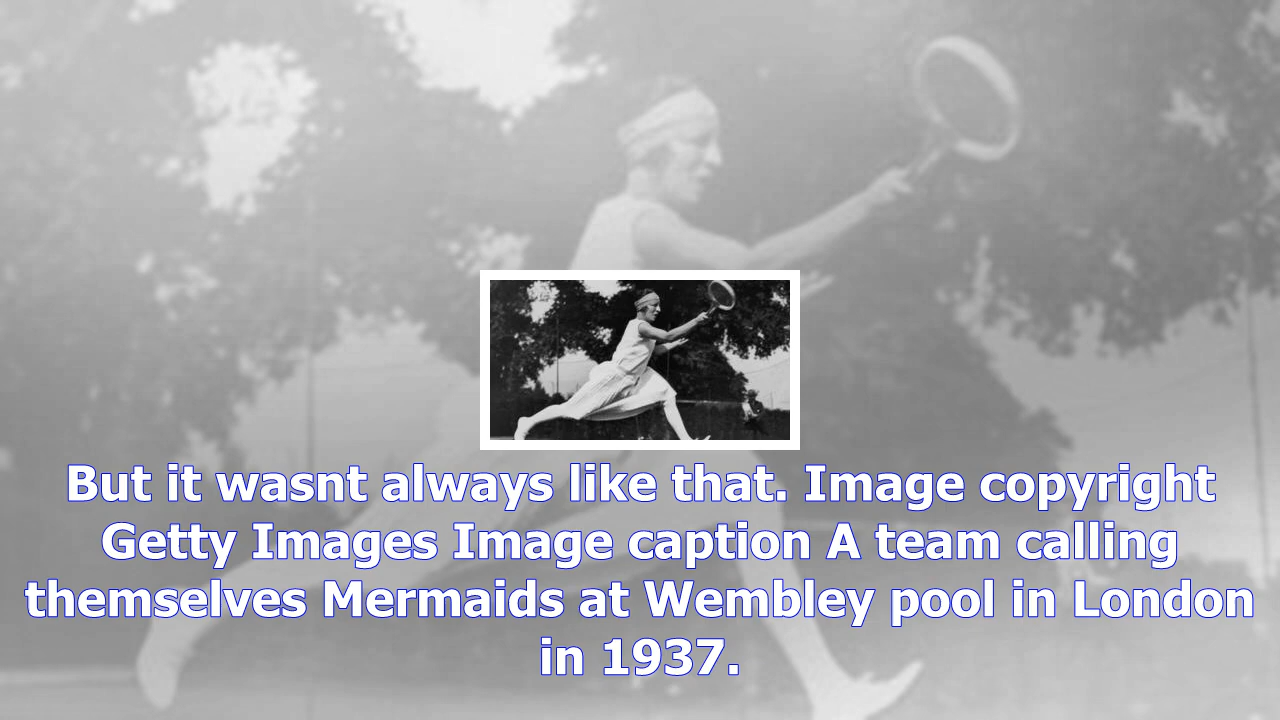 But it wasnt always like that. Image copyright
Getty Images Image caption A team calling
themselves Mermaids at Wembley pool in London
in 1937.